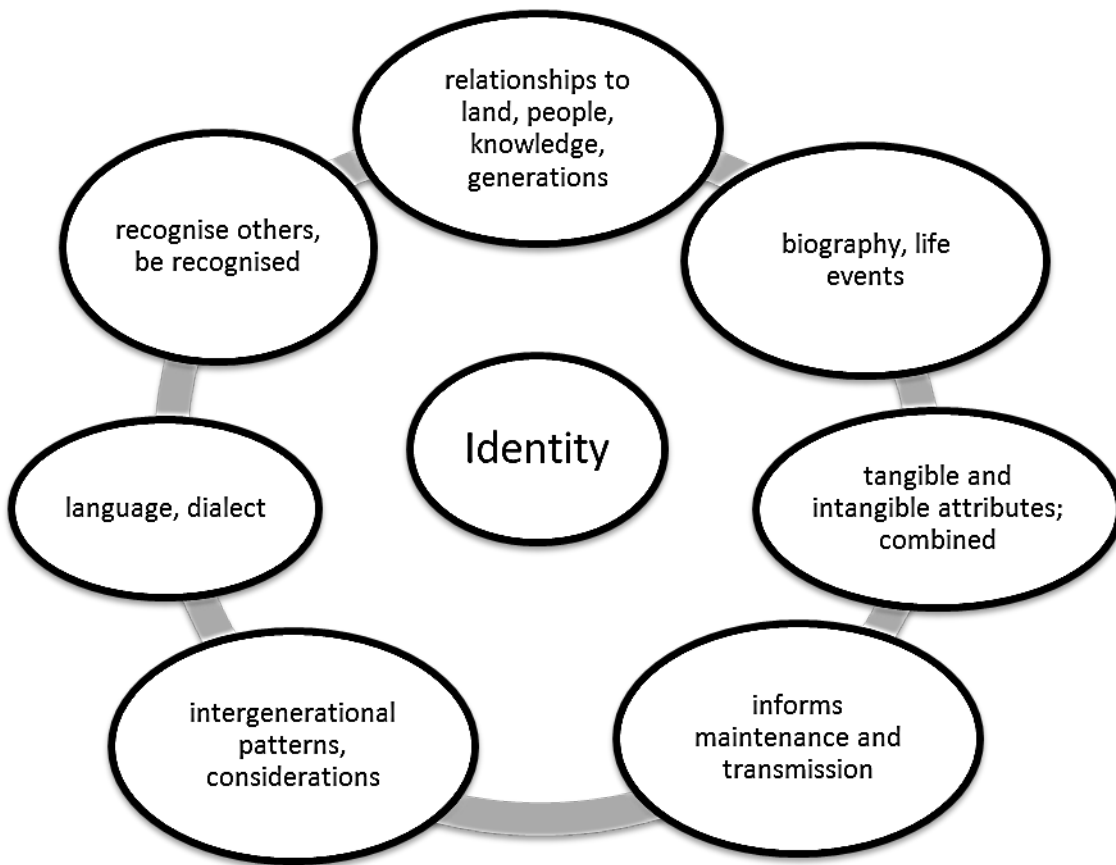 relationships to
land, people,
knowledge,
generations
biography, life
events
tangible and
intangible attributes;
combined
informs
maintenance and
transmission
intergenerational
patterns,
considerations
language, dialect
recognise others,
be recognised
Identity